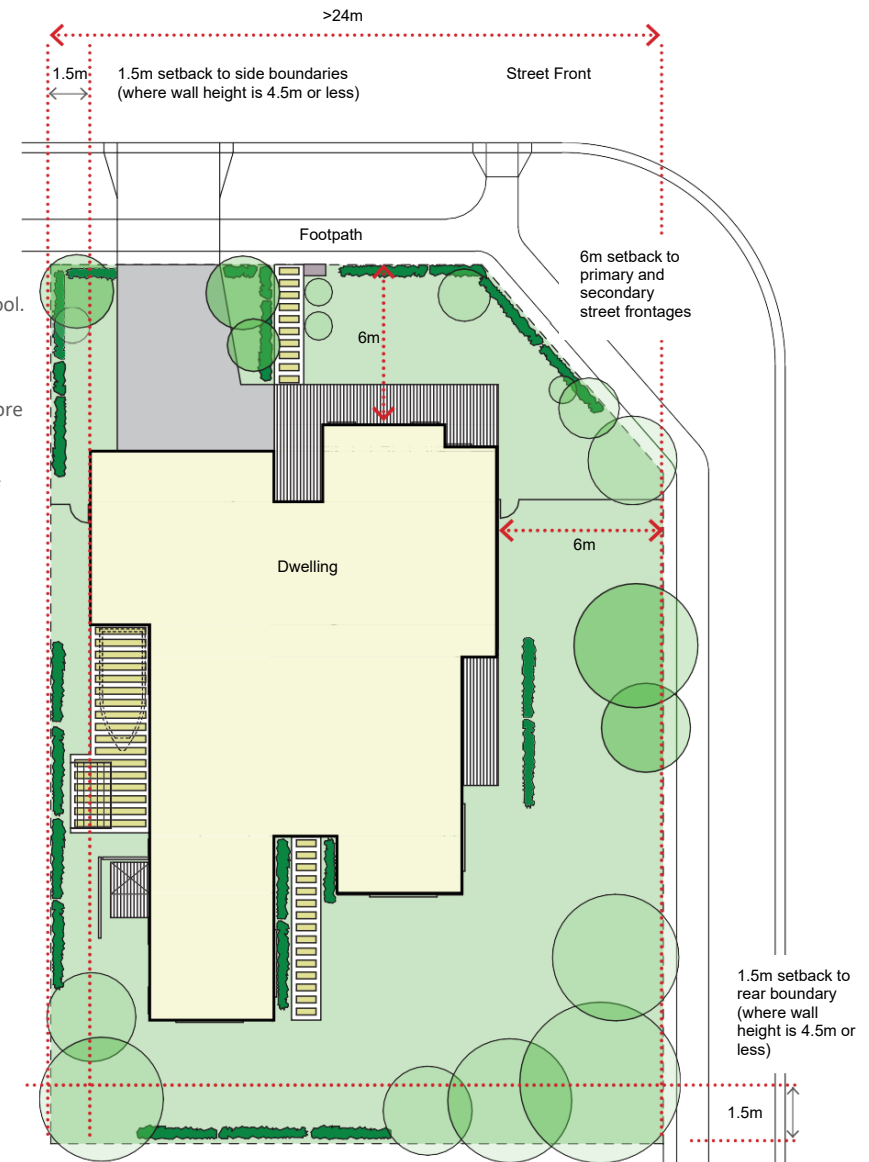 >24m
1.5m
1.5m setback to side boundaries
(where wall height is 4.5m or less)
Street Front
Footpath
6m setback to
primary and
secondary
street frontages
ool.
6m
ore
Dwelling
6m
1.5m setback to
rear boundary
(where wall
height is 4.5m or
less)
1.5m